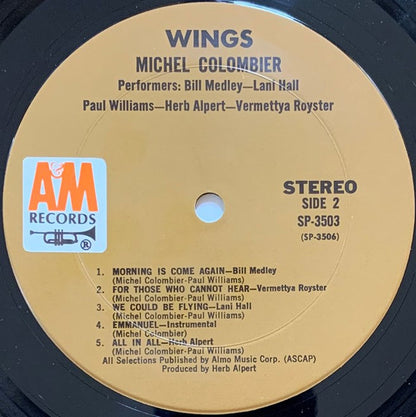 WINGS
MICHEL COLOMBIER
Performers: Bill Medley—Lani Hall
Paul Williams—Herb Alpert—Vermettya Royster
A&M
RECORDS
®
STEREO
SIDE 2
SP-3503
(SP-3506)
1. MORNING IS COME AGAIN—Bill Medley
(Michel Colombier-Paul Williams)
2. FOR THOSE WHO CANNOT HEAR—Vermettya Royster
(Michel Colombier-Paul Williams)
3. WE COULD BE FLYING—Lani Hall
(Michel Colombier-Paul Williams)
4. EMMANUEL—Instrumental
(Michel Colombier)
5. ALL IN ALL—Herb Alpert
(Michel Colombier-Paul Williams)
All Selections Published by Almo Music Corp. (ASCAP)
Produced by Herb Alpert